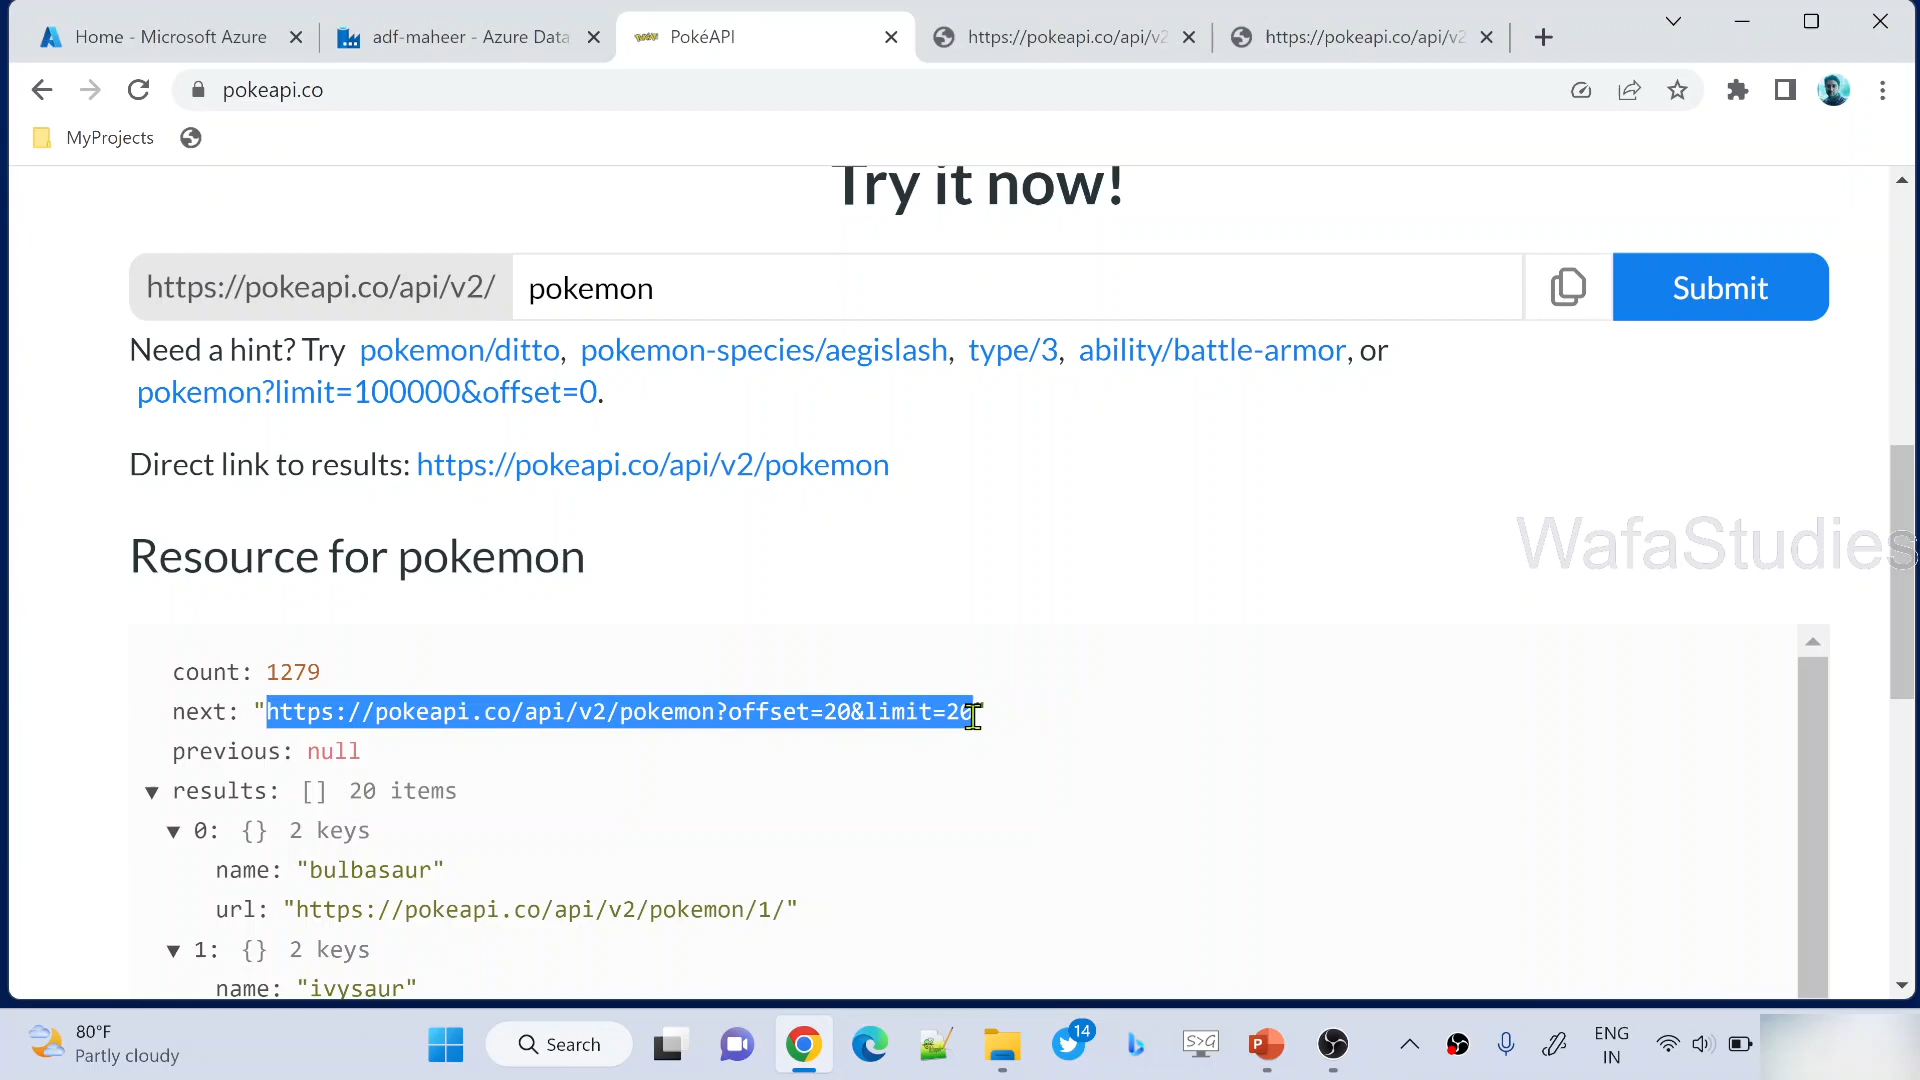 Home - Microsoft Azure
adf-maheer - Azure Data
PokéAPI
https://pokeapi.co/api/v2
https://pokeapi.co/api/v2
pokeapi.co
MyProjects
Try it now!
https://pokeapi.co/api/v2/
pokemon
Submit
Need a hint? Try pokemon/ditto, pokemon-species/aegislash, type/3, ability/battle-armor, or
pokemon?limit=100000&offset=0.
Direct link to results: https://pokeapi.co/api/v2/pokemon
WafaStudies
Resource for pokemon
count: 1279
next: "https://pokeapi.co/api/v2/pokemon?offset=20&limit=20"
previous: null
results: [] 20 items
0: {} 2 keys
name: "bulbasaur"
url: "https://pokeapi.co/api/v2/pokemon/1/"
1: {} 2 keys
name: "ivysaur"
80°F
Partly cloudy
Search
14
S>G
P
ENG
IN